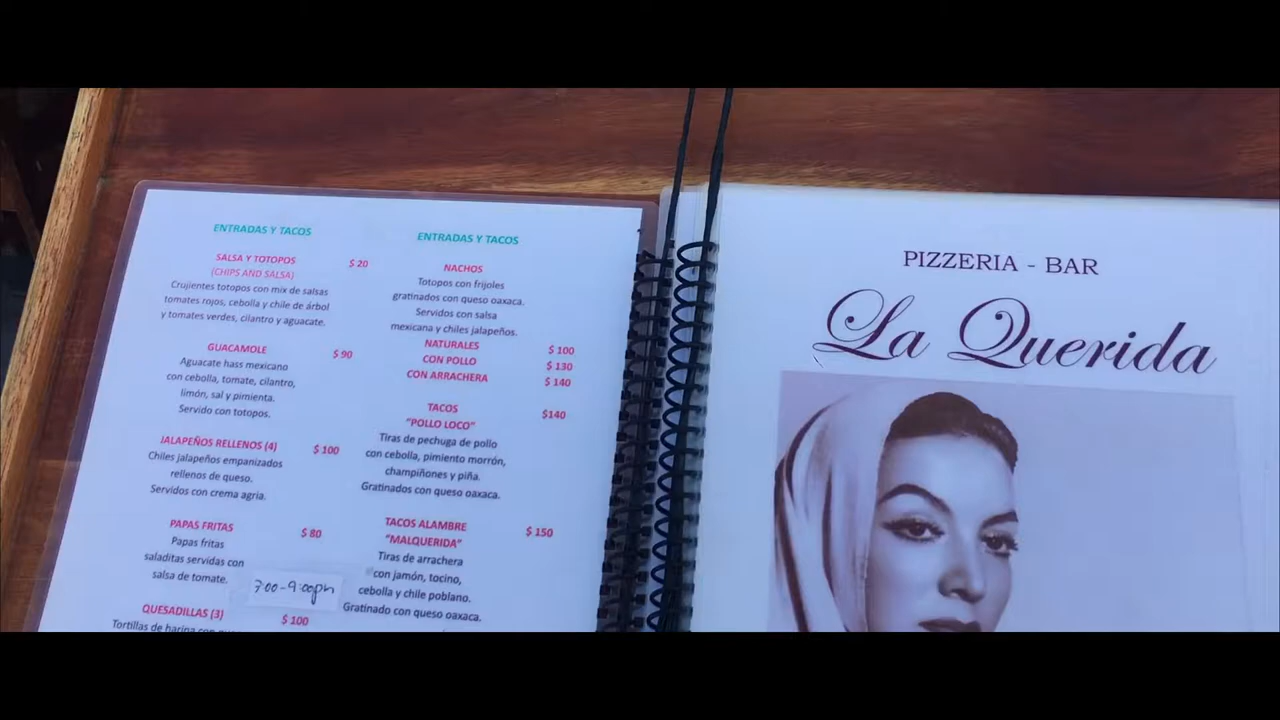 ENTRADAS Y TACOS
SALSA Y TOTOPOS $ 20
(CHIPS AND SALSA)
Crujientes totopos con mix de salsas
tomates rojos, cebolla y chile de árbol
y tomates verdes, cilantro y aguacate.
GUACAMOLE $ 90
Aguacate hass mexicano
con cebolla, tomate, cilantro,
limón, sal y pimienta.
Servido con totopos.
JALAPEÑOS RELLENOS (4) $ 100
Chiles jalapeños empanizados
rellenos de queso.
Servidos con crema agria.
PAPAS FRITAS $ 80
Papas fritas
saladitas servidas con
salsa de tomate.
3:00-9:00pm
QUESADILLAS (3) $ 100
Tortillas de harina con
ENTRADAS Y TACOS
NACHOS
Totopos con frijoles
gratinados con queso oaxaca.
Servidos con salsa
mexicana y chiles jalapeños.
NATURALES $ 100
CON POLLO $ 130
CON ARRACHERA $ 140
TACOS $140
"POLLO LOCO"
Tiras de pechuga de pollo
con cebolla, pimiento morrón,
champiñones y piña.
Gratinados con queso oaxaca.
TACOS ALAMBRE $ 150
"MALQUERIDA"
Tiras de arrachera
con jamón, tocino,
cebolla y chile poblano.
Gratinado con queso oaxaca.
PIZZERIA - BAR
La Querida